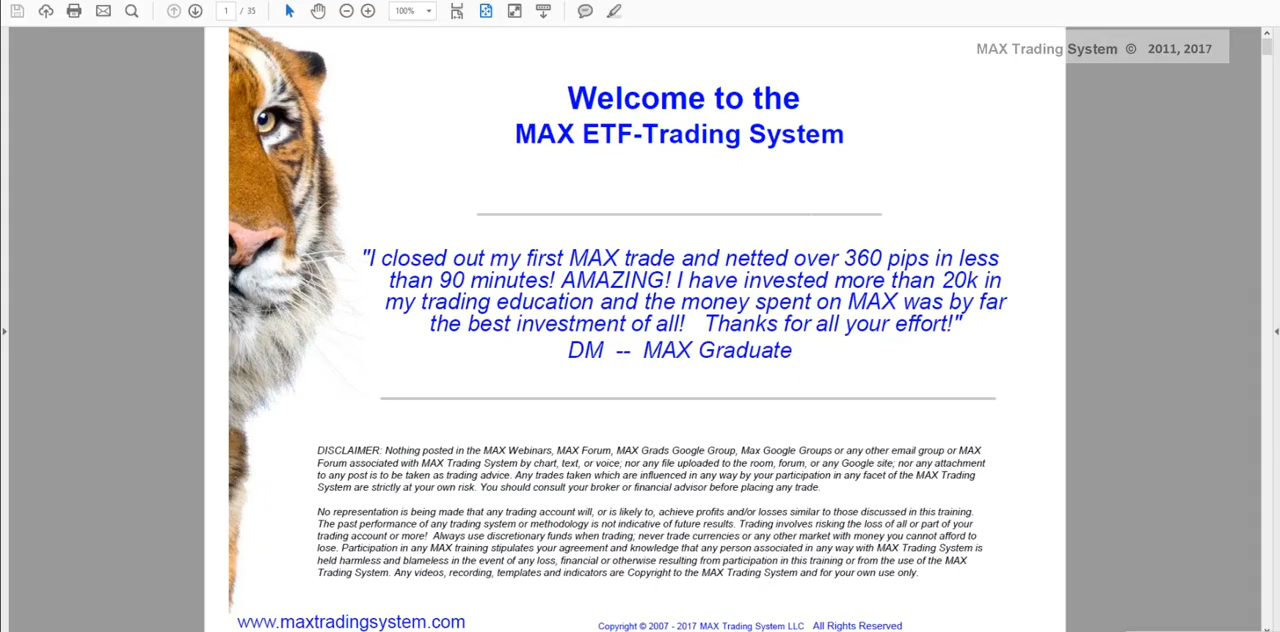 1 / 35
100%
MAX Trading System © 2011, 2017
Welcome to the
MAX ETF-Trading System
"I closed out my first MAX trade and netted over 360 pips in less
than 90 minutes! AMAZING! I have invested more than 20k in
my trading education and the money spent on MAX was by far
the best investment of all! Thanks for all your effort!"
DM -- MAX Graduate
DISCLAIMER: Nothing posted in the MAX Webinars, MAX Forum, MAX Grads Google Group, Max Google Groups or any other email group or MAX
Forum associated with MAX Trading System by chart, text, or voice; nor any file uploaded to the room, forum, or any Google site; nor any attachment
to any post is to be taken as trading advice. Any trades taken which are influenced in any way by your participation in any facet of the MAX Trading
System are strictly at your own risk. You should consult your broker or financial advisor before placing any trade.
No representation is being made that any trading account will, or is likely to, achieve profits and/or losses similar to those discussed in this training.
The past performance of any trading system or methodology is not indicative of future results. Trading involves risking the loss of all or part of your
trading account or more! Always use discretionary funds when trading; never trade currencies or any other market with money you cannot afford to
lose. Participation in any MAX training stipulates your agreement and knowledge that any person associated in any way with MAX Trading System is
held harmless and blameless in the event of any loss, financial or otherwise resulting from participation in this training or from the use of the MAX
Trading System. Any videos, recording, templates and indicators are Copyright to the MAX Trading System and for your own use only.
www.maxtradingsystem.com
Copyright © 2007 - 2017 MAX Trading System LLC All Rights Reserved